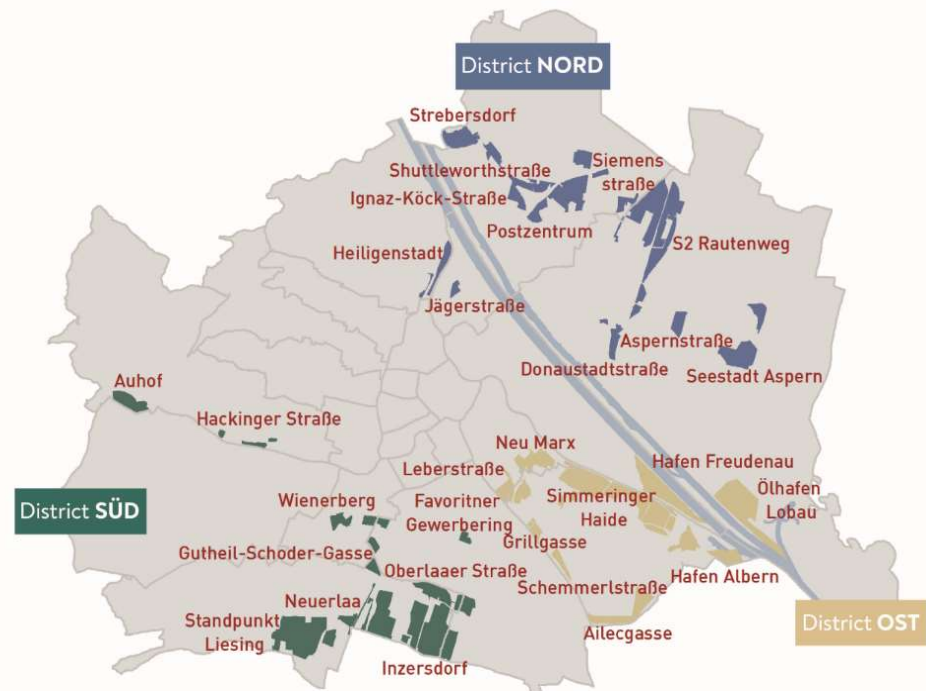 District NORD
Strebersdorf
Shuttleworthstraße
Siemens
straße
Ignaz-Köck-Straße
Postzentrum
S2 Rautenweg
Heiligenstadt
Jägerstraße
Aspernstraße
Donaustadtstraße
Seestadt Aspern
Auhof
Hackinger Straße
Neu Marx
Leberstraße
Hafen Freudenau
Ölhafen
Lobau
District SÜD
Wienerberg
Favoritner
Gewerbering
Simmeringer
Haide
Grillgasse
Gutheil-Schoder-Gasse
Oberlaaer Straße
Schemmerlstraße
Hafen Albern
Neuerlaa
Standpunkt
Liesing
Inzersdorf
Ailecgasse
District OST